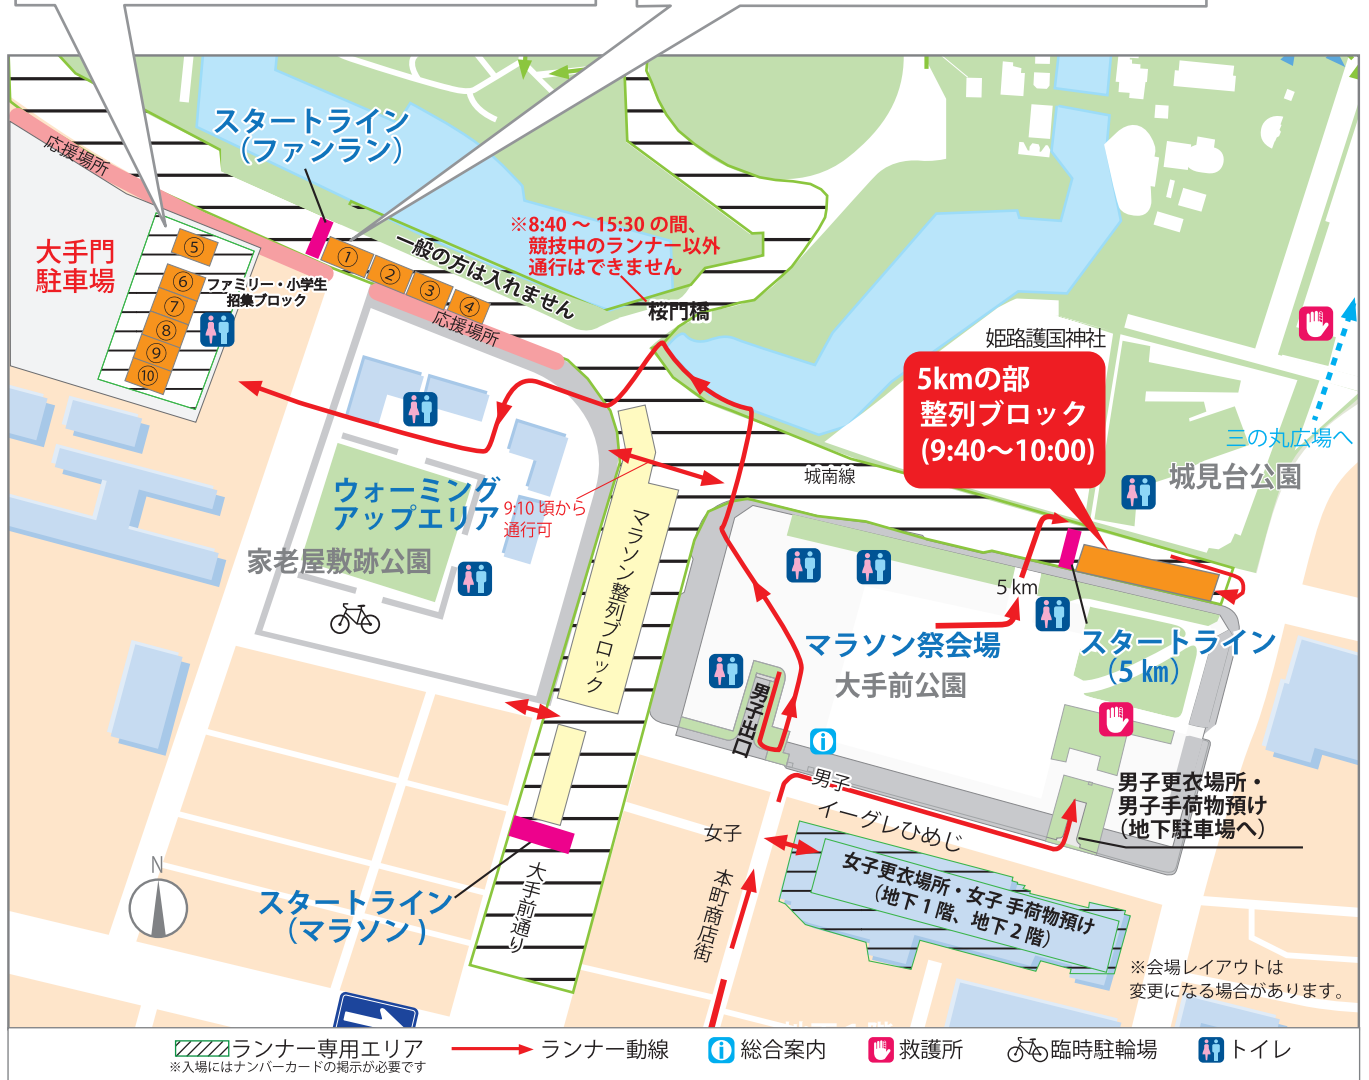 スタートライン
（ファンラン）
応援場所
大手門
駐車場
⑤
⑥
⑦
⑧
⑨
⑩
ファミリー・小学生
招集ブロック
①
②
③
④
一般の方は入れません
応援場所
※8:40 〜 15:30 の間、
競技中のランナー以外
通行はできません
桜門橋
姫路護国神社
5kmの部
整列ブロック
(9:40〜10:00)
三の丸広場へ
城見台公園
城南線
ウォーミング
アップエリア
家老屋敷跡公園
9:10 頃から
通行可
マラソン整列ブロック
5 km
マラソン祭会場
大手前公園
スタートライン
（5 ㎞）
男子出口
男子
イーグレひめじ
男子更衣場所・
男子手荷物預け
（地下駐車場へ）
女子
女子更衣場所・女子 手荷物預け
（地下 1 階、地下 2 階）
本町商店街
大手前通り
スタートライン
（マラソン )
N
※会場レイアウトは
変更になる場合があります。
ランナー専用エリア
※入場にはナンバーカードの掲示が必要です
ランナー動線
総合案内
救護所
臨時駐輪場
トイレ